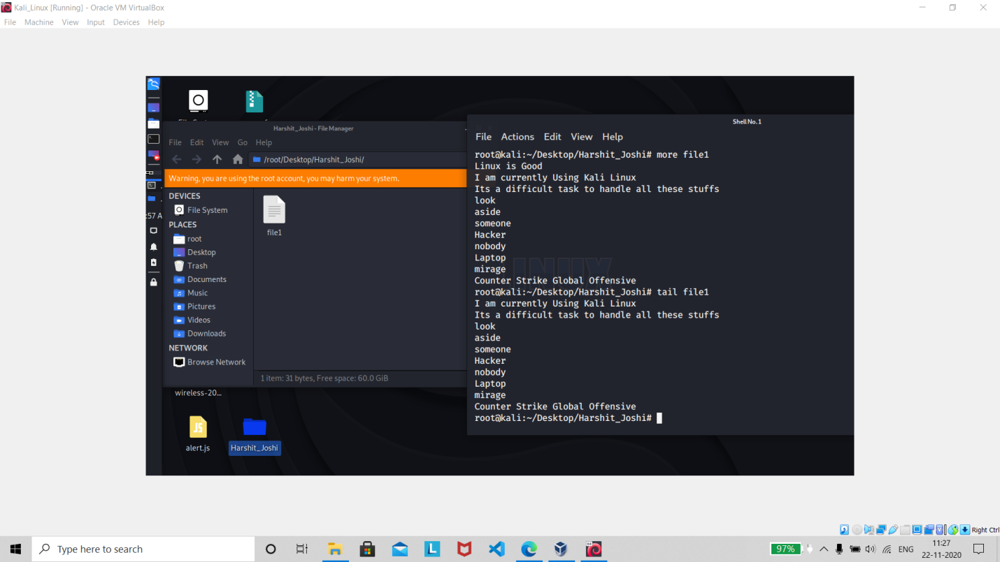 Kali_Linux [Running] - Oracle VM VirtualBox
File Machine View Input Devices Help
Harshit_Joshi - File Manager
File Edit View Go Help
/root/Desktop/Harshit_Joshi/
Warning, you are using the root account, you may harm your system.
DEVICES
File System
PLACES
root
Desktop
Trash
Documents
Music
Pictures
Videos
Downloads
NETWORK
Browse Network
file1
1 item: 31 bytes, Free space: 60.0 GiB
:57 A
wireless-20...
JS
alert.js
Harshit_Joshi
Shell No. 1
File Actions Edit View Help
root@kali:~/Desktop/Harshit_Joshi# more file1
Linux is Good
I am currently Using Kali Linux
Its a difficult task to handle all these stuffs
look
aside
someone
Hacker
nobody
Laptop
mirage
Counter Strike Global Offensive
root@kali:~/Desktop/Harshit_Joshi# tail file1
I am currently Using Kali Linux
Its a difficult task to handle all these stuffs
look
aside
someone
Hacker
nobody
Laptop
mirage
Counter Strike Global Offensive
root@kali:~/Desktop/Harshit_Joshi#
Right Ctrl
Type here to search
L
97%
ENG
11:27
22-11-2020